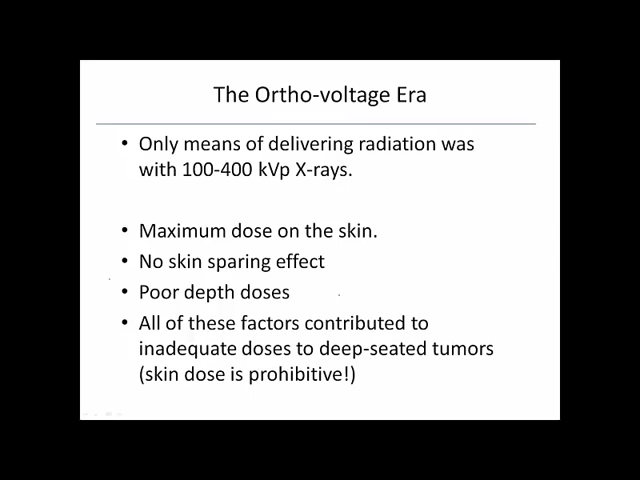 The Ortho-voltage Era
• Only means of delivering radiation was
with 100-400 kVp X-rays.
• Maximum dose on the skin.
• No skin sparing effect
• Poor depth doses
• All of these factors contributed to
inadequate doses to deep-seated tumors
(skin dose is prohibitive!)